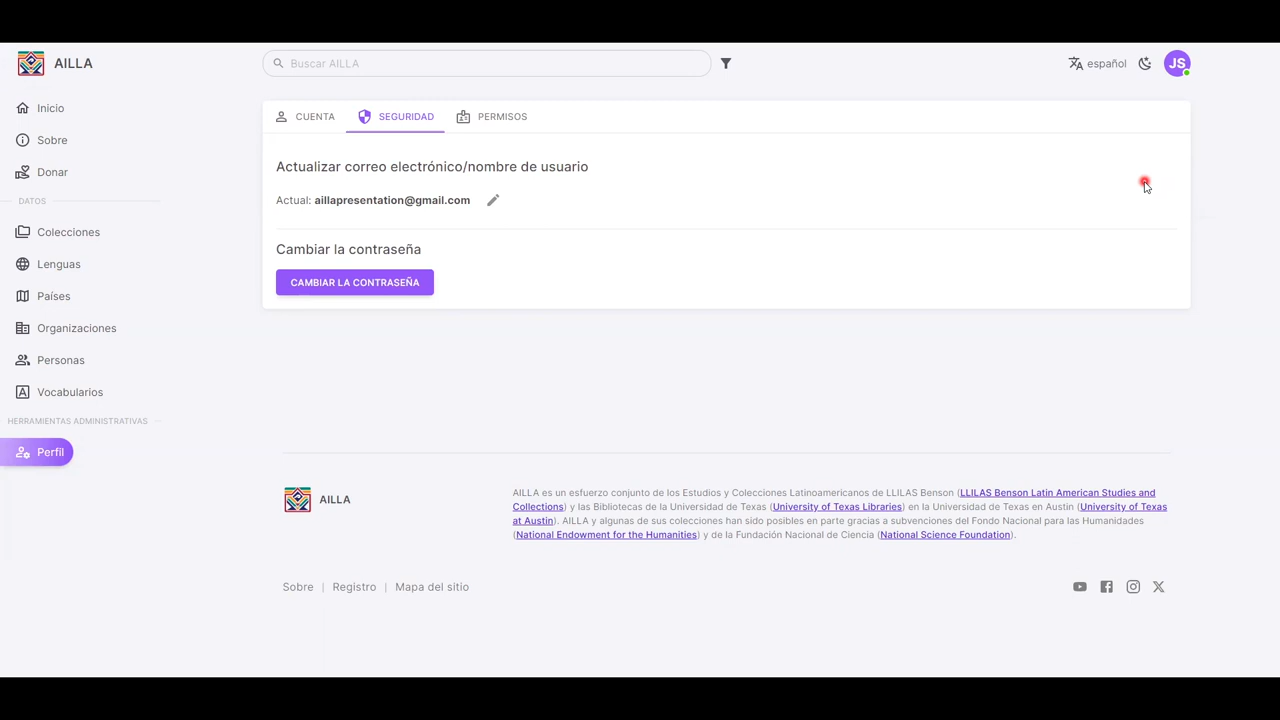 AILLA
Buscar AILLA
español
JS
Inicio
Sobre
Donar
DATOS
Colecciones
Lenguas
Países
Organizaciones
Personas
Vocabularios
HERRAMIENTAS ADMINISTRATIVAS
Perfil
CUENTA
SEGURIDAD
PERMISOS
Actualizar correo electrónico/nombre de usuario
Actual: aillapresentation@gmail.com
Cambiar la contraseña
CAMBIAR LA CONTRASEÑA
AILLA
AILLA es un esfuerzo conjunto de los Estudios y Colecciones Latinoamericanos de LLILAS Benson (LLILAS Benson Latin American Studies and
Collections) y las Bibliotecas de la Universidad de Texas (University of Texas Libraries) en la Universidad de Texas en Austin (University of Texas
at Austin). AILLA y algunas de sus colecciones han sido posibles en parte gracias a subvenciones del Fondo Nacional para las Humanidades
(National Endowment for the Humanities) y de la Fundación Nacional de Ciencia (National Science Foundation).
Sobre | Registro | Mapa del sitio